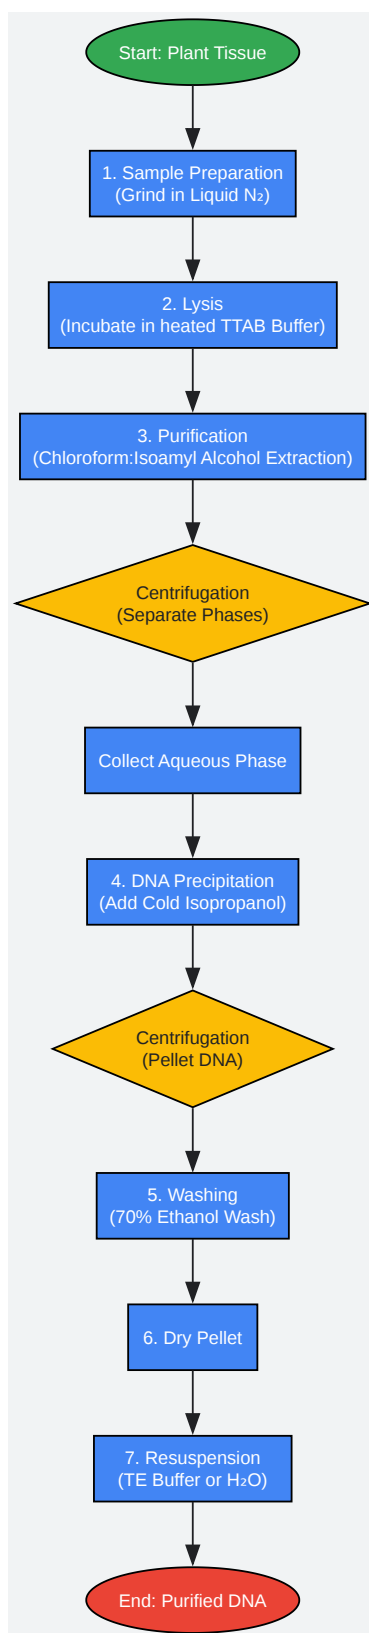 Start: Plant Tissue
1. Sample Preparation
(Grind in Liquid N₂)
2. Lysis
(Incubate in heated TTAB Buffer)
3. Purification
(Chloroform:Isoamyl Alcohol Extraction)
Centrifugation
(Separate Phases)
Collect Aqueous Phase
4. DNA Precipitation
(Add Cold Isopropanol)
Centrifugation
(Pellet DNA)
5. Washing
(70% Ethanol Wash)
6. Dry Pellet
7. Resuspension
(TE Buffer or H₂O)
End: Purified DNA